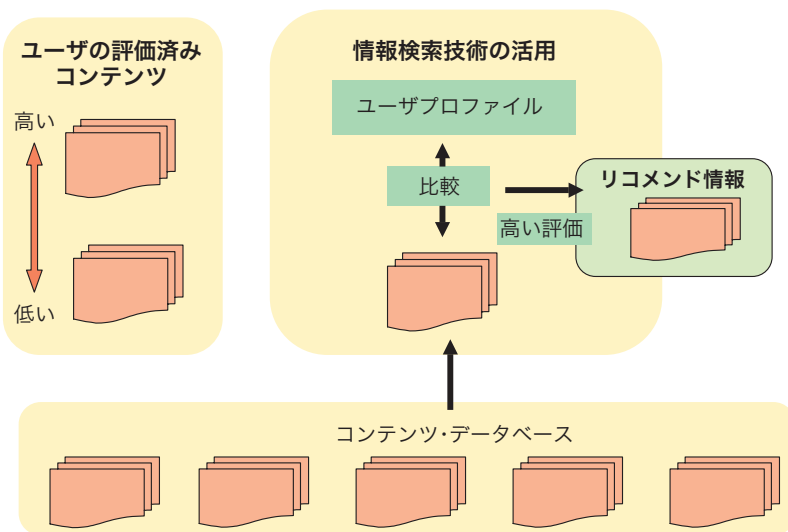 ユーザの評価済み
コンテンツ
高い
低い
情報検索技術の活用
ユーザプロファイル
比較
高い評価
リコメンド情報
コンテンツ・データベース